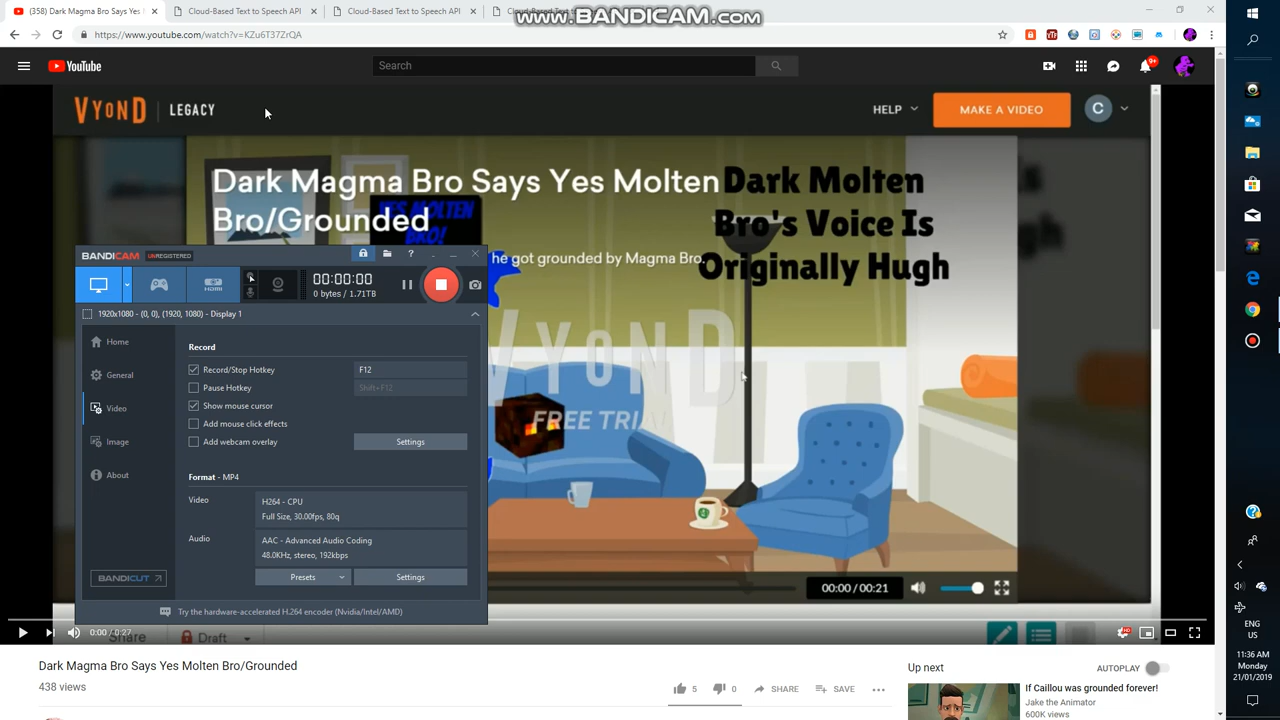 (358) Dark Magma Bro Says Yes M
Cloud-Based Text to Speech API
Cloud-Based Text to Speech API
www.BANDICAM.com
https://www.youtube.com/watch?v=KZu6T37ZrQA
YouTube
Search
9+
VYOND | LEGACY
HELP
MAKE A VIDEO
C
Dark Magma Bro Says Yes Molten
Bro/Grounded
Dark Molten
Bro's Voice Is
Originally Hugh
YES MOLTEN
BRO!
he got grounded by Magma Bro.
VYOND
FREE TRIA
BANDICAM UNREGISTERED
HDMI
00:00:00
0 bytes / 1.71TB
1920x1080 - (0, 0), (1920, 1080) - Display 1
Home
General
Video
Image
About
BANDICUT
Record
Record/Stop Hotkey
F12
Pause Hotkey
Shift+F12
Show mouse cursor
Add mouse click effects
Add webcam overlay
Settings
Format - MP4
Video
H264 - CPU
Full Size, 30.00fps, 80q
Audio
AAC - Advanced Audio Coding
48.0KHz, stereo, 192kbps
Presets
Settings
Try the hardware-accelerated H.264 encoder (Nvidia/Intel/AMD)
00:00 / 00:21
Share
Draft
0:00 / 0:27
HD
Dark Magma Bro Says Yes Molten Bro/Grounded
438 views
5
0
SHARE
SAVE
Up next
AUTOPLAY
If Caillou was grounded forever!
Jake the Animator
600K views
ENG
US
11:36 AM
Monday
21/01/2019